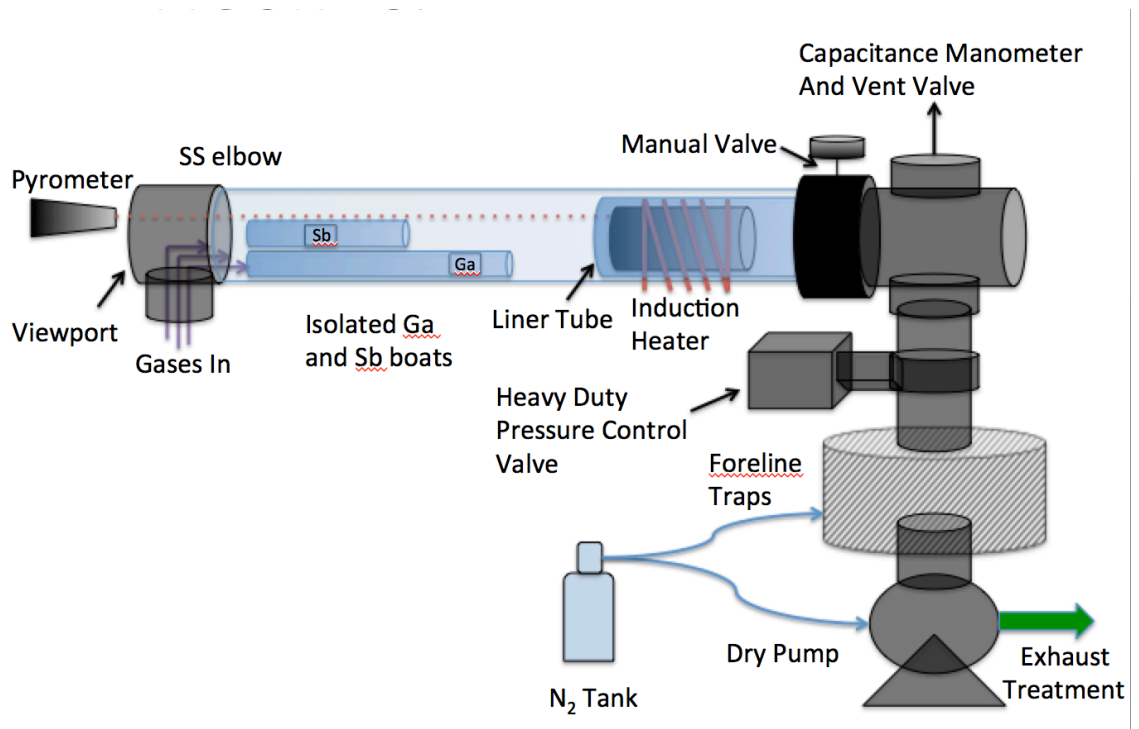 Capacitance Manometer
And Vent Valve
Manual Valve
SS elbow
Pyrometer
Sb
Ga
Viewport
Gases In
Isolated Ga
and Sb boats
Liner Tube
Induction
Heater
Heavy Duty
Pressure Control
Valve
Foreline
Traps
N₂ Tank
Dry Pump
Exhaust
Treatment